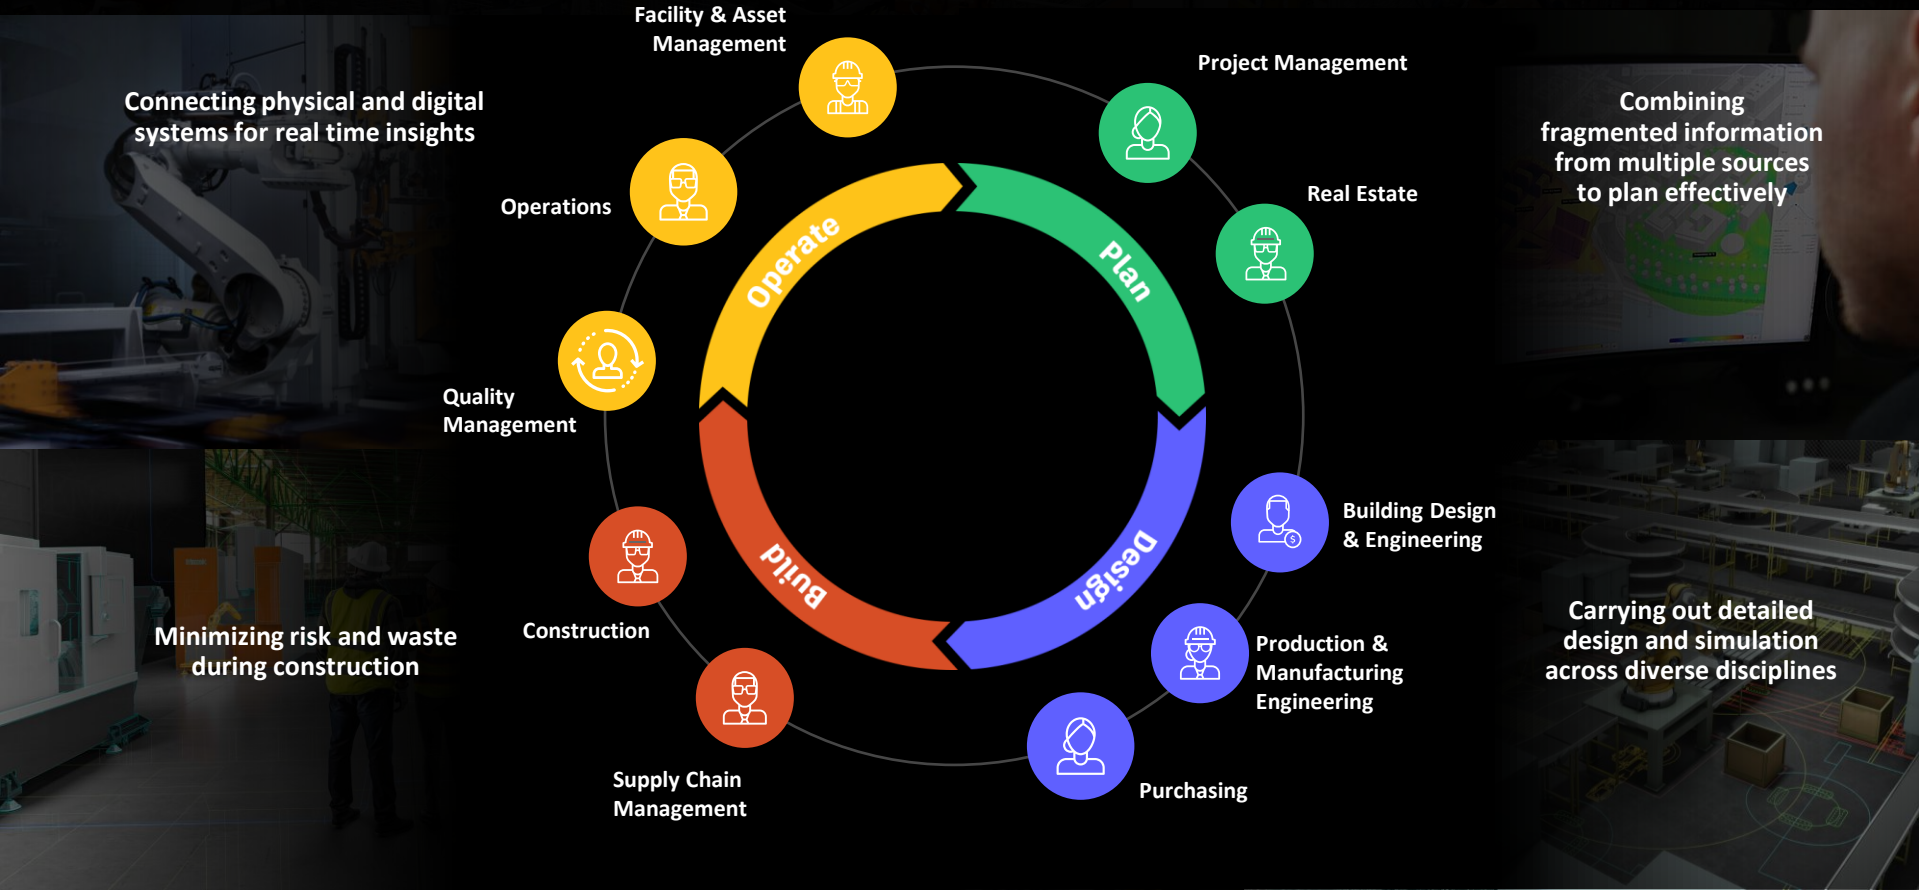 Facility & Asset
Management
Project Management
Connecting physical and digital
systems for real time insights
Combining
fragmented information
from multiple sources
to plan effectively
Operations
Real Estate
Operate
Plan
Quality
Management
Building Design
& Engineering
Build
Design
Construction
Minimizing risk and waste
during construction
Production &
Manufacturing
Engineering
Carrying out detailed
design and simulation
across diverse disciplines
Supply Chain
Management
Purchasing
$